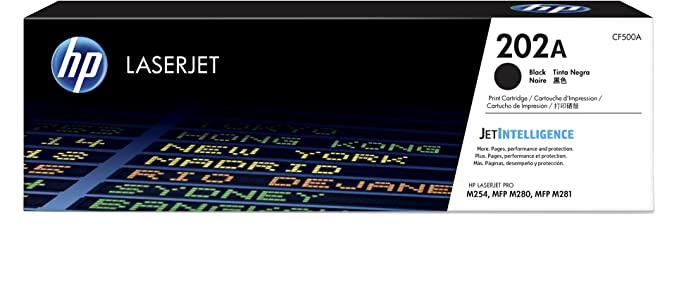 hp
LASERJET
HONG KONG
NEW YORK
MADRID
RIO DE JANE
SYDNEY
202A
CF500A
Black Tinta Negra
Noire 黑色
Print Cartridge / Cartouche d'Impression /
Cartucho de Impresión / 打印硒鼓
JETINTELLIGENCE
More. Pages, performance and protection.
Plus. Pages, performance et protection.
Más. Páginas, desempeño y protección.
HP LASERJET PRO
M254, MFP M280, MFP M281